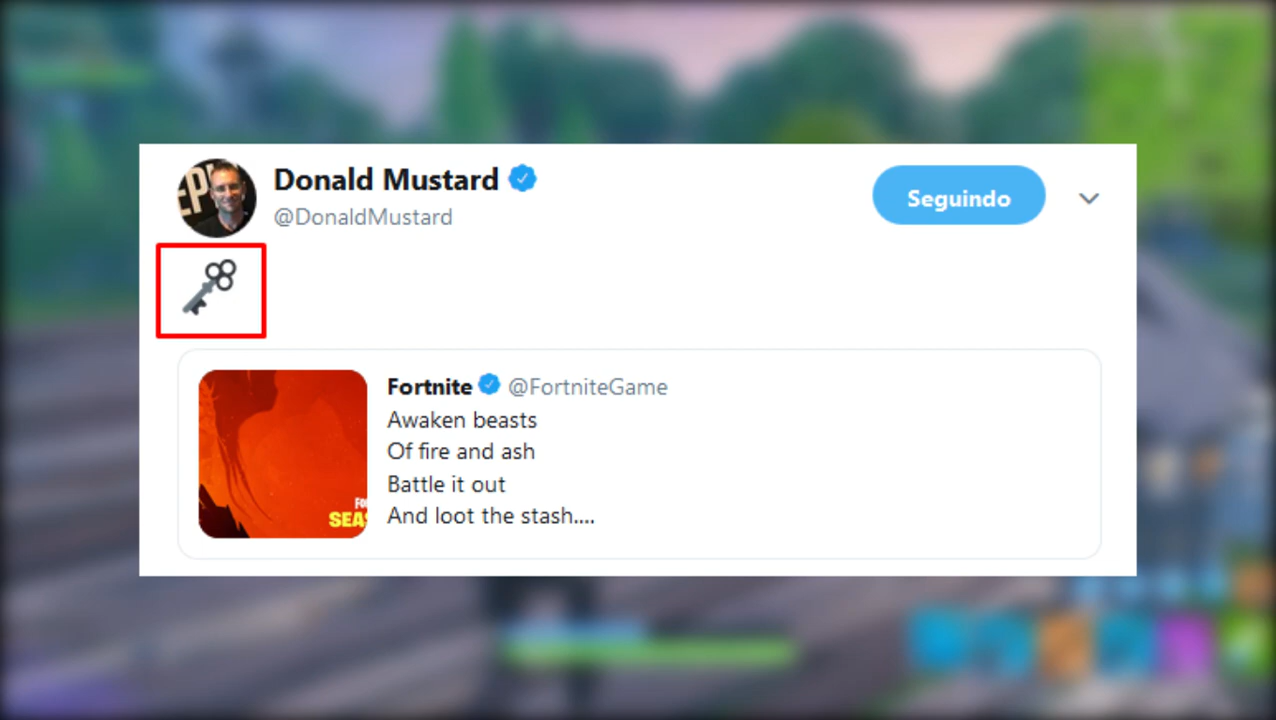 Donald Mustard
@DonaldMustard
Seguindo
Fortnite @FortniteGame
Awaken beasts
Of fire and ash
Battle it out
And loot the stash....